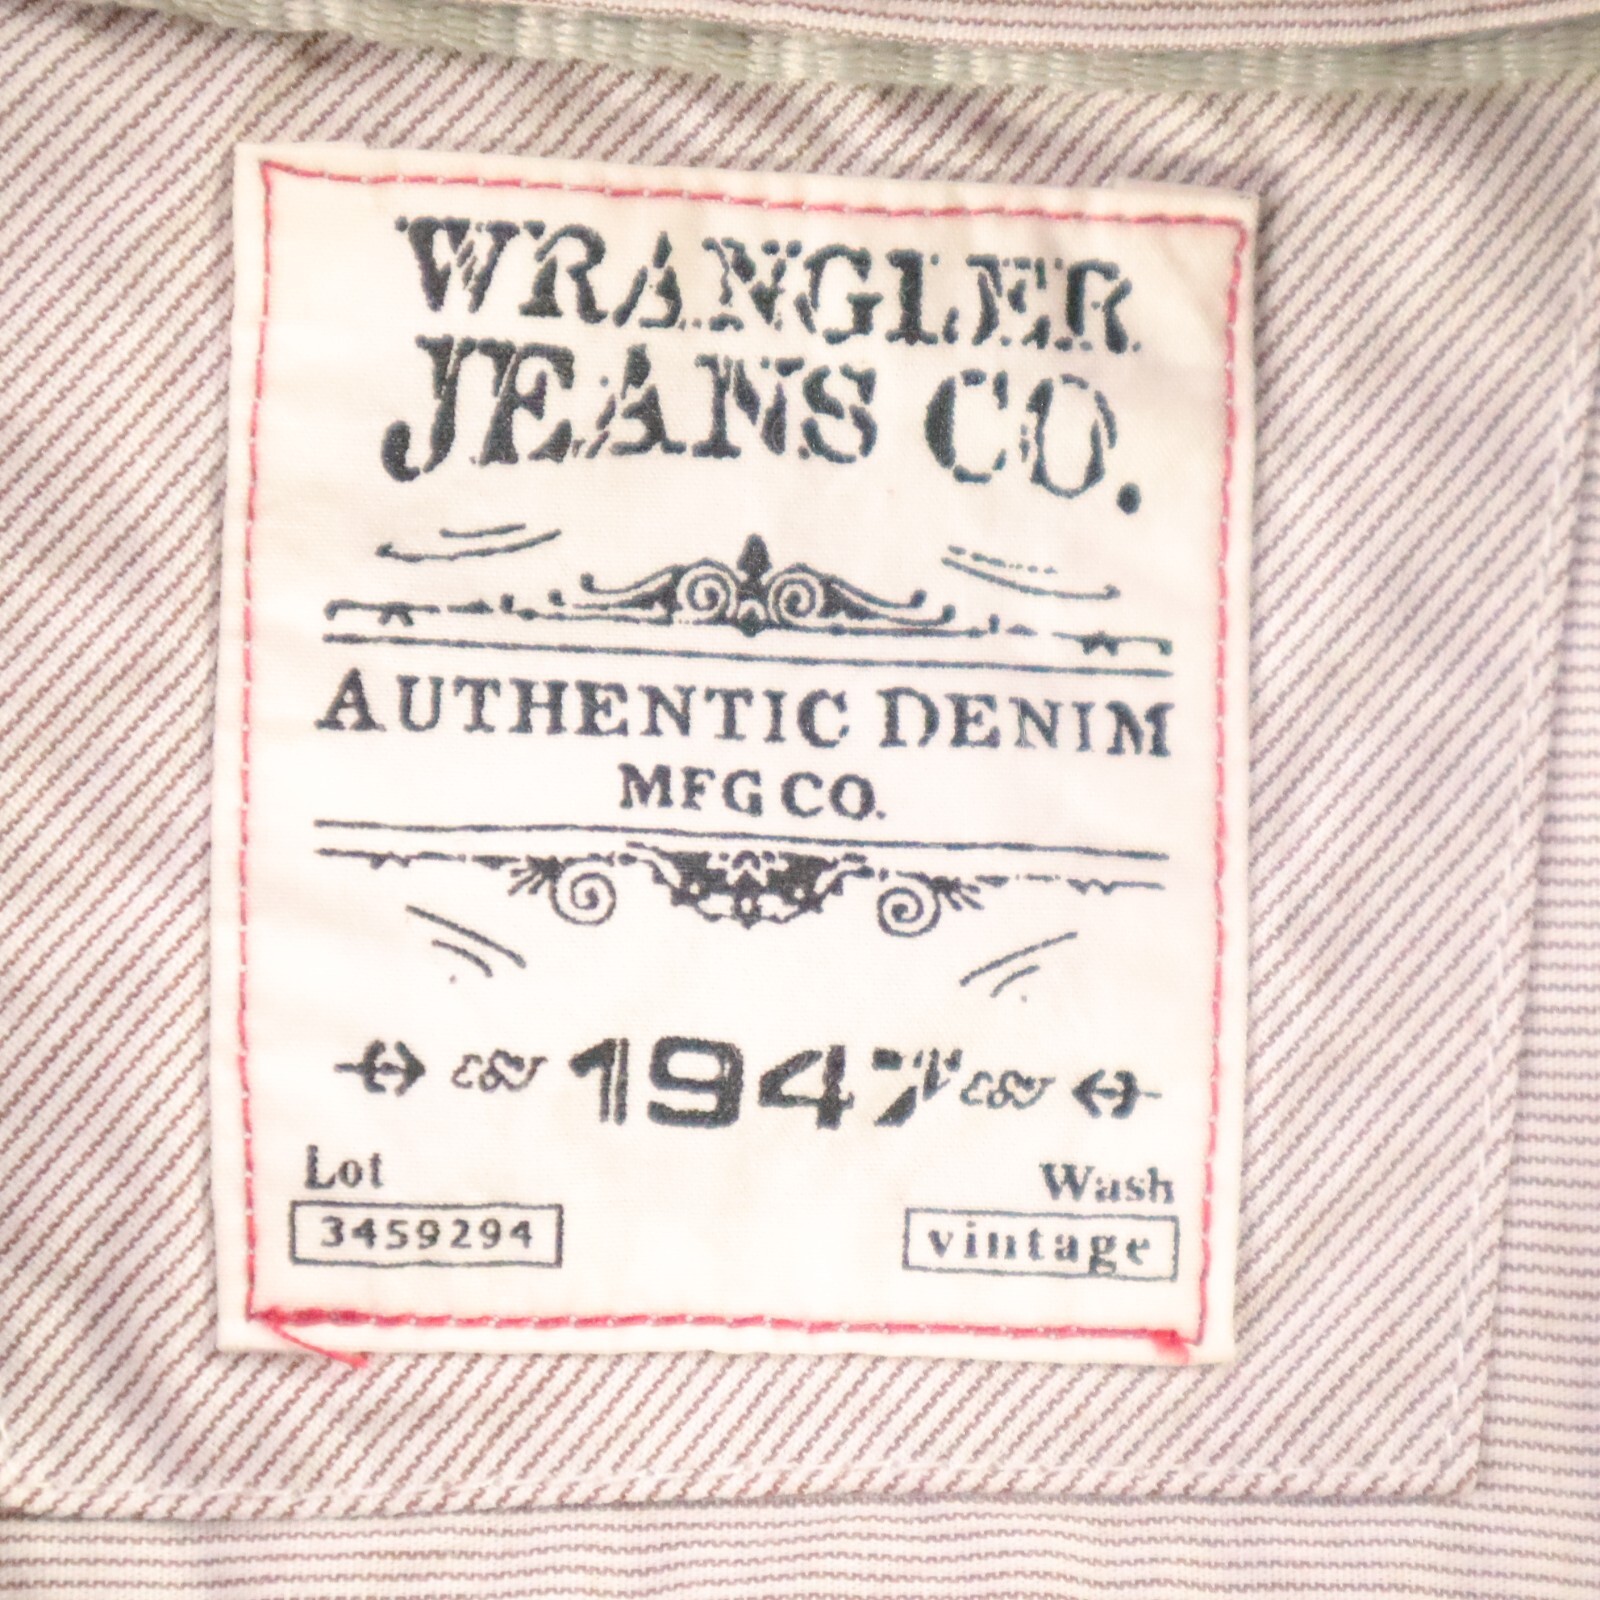 WRANGLER
JEANS CO.
AUTHENTIC DENIM
MFG CO.
1947
Lot
Wash
3459294
vintage